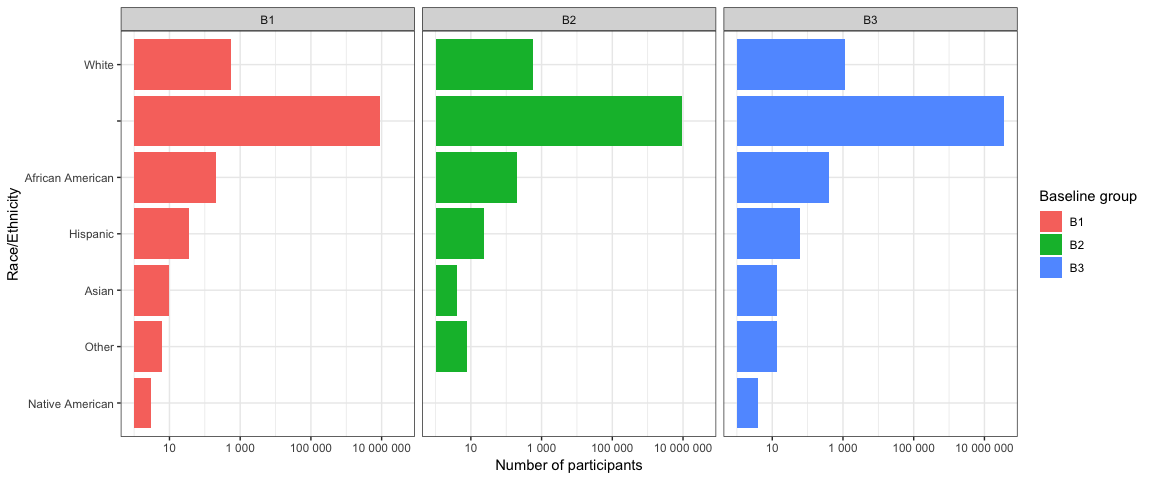 B1
B2
B3
White
African American
Hispanic
Asian
Other
Native American
Race/Ethnicity
10
1 000
100 000
10 000 000
10
1 000
100 000
10 000 000
10
1 000
100 000
10 000 000
Number of participants
Baseline group
B1
B2
B3